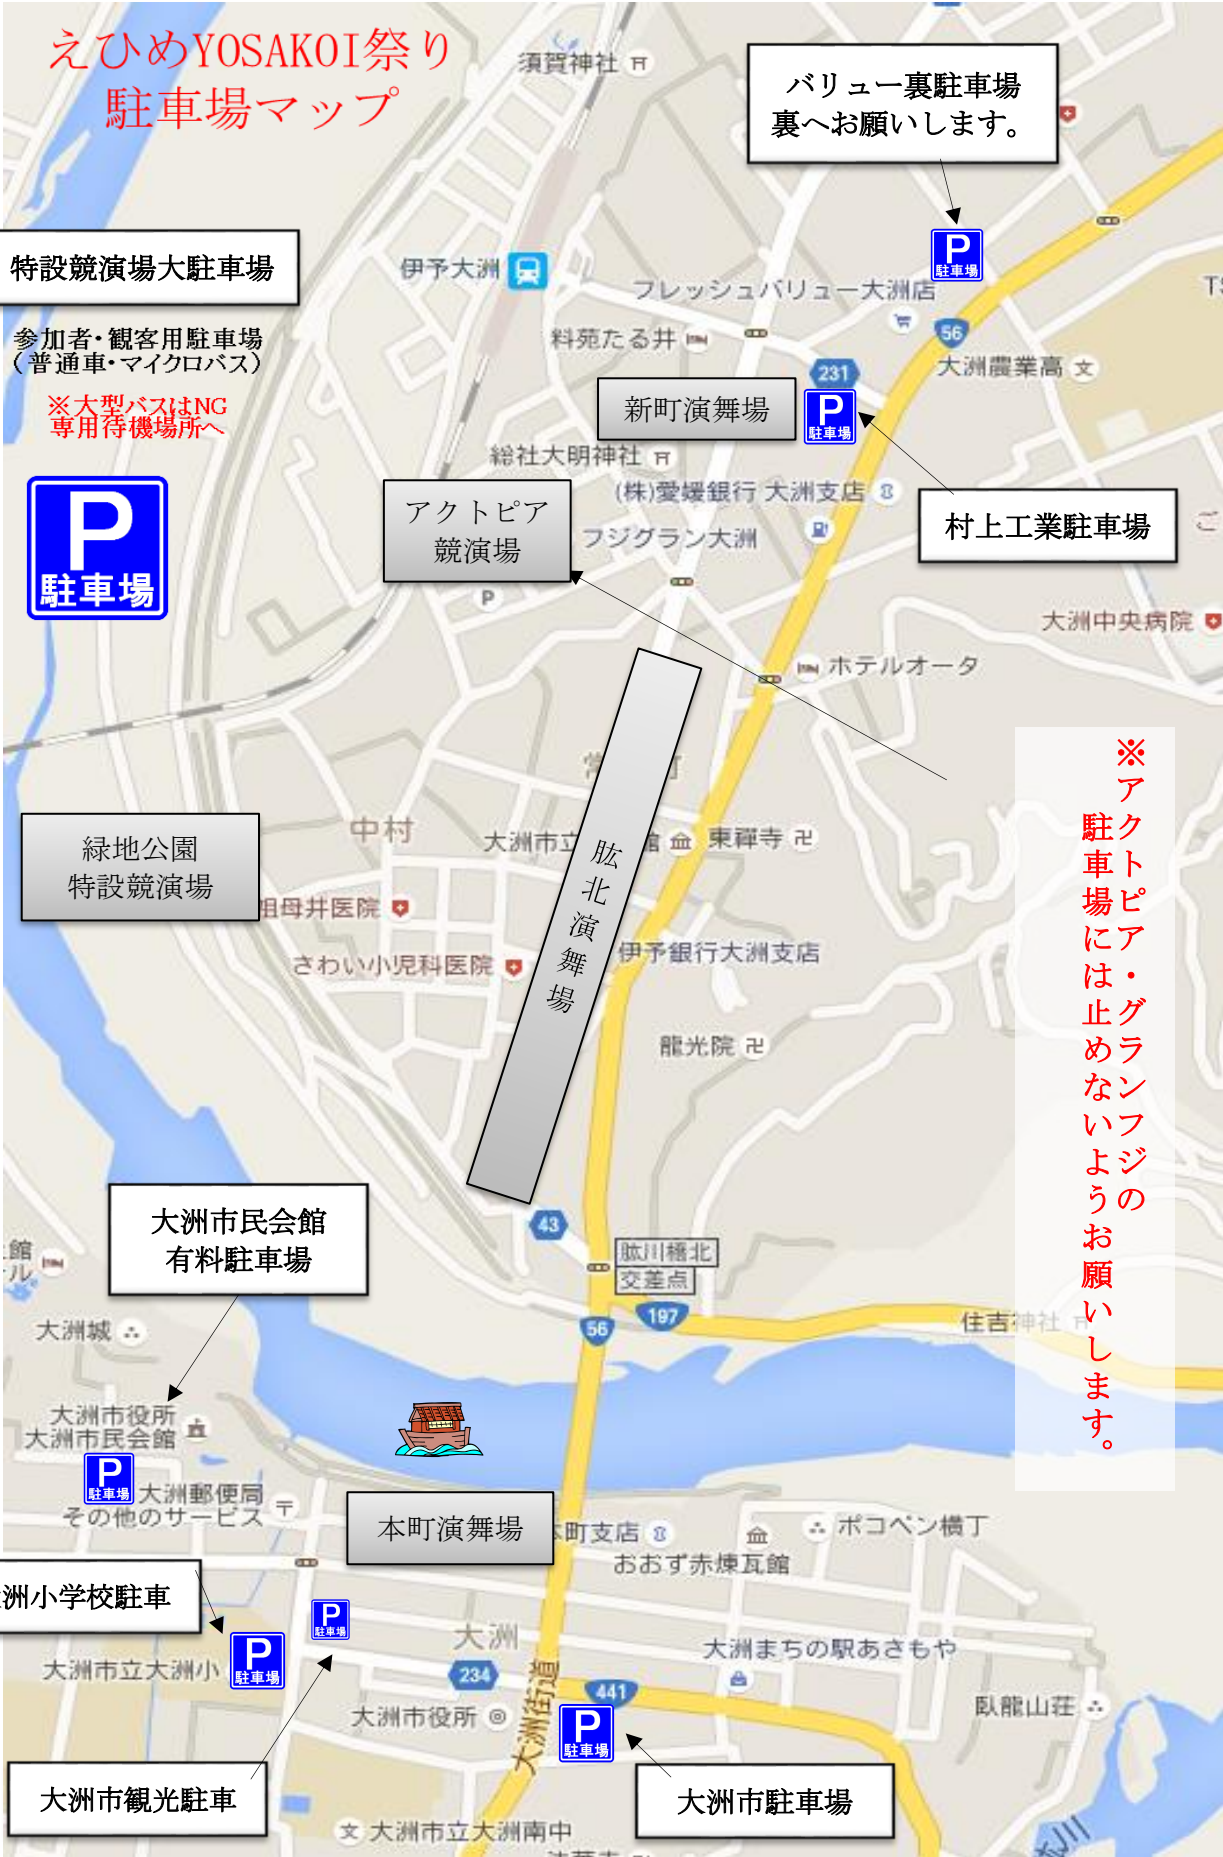 えひめYOSAKOI祭り
駐車場マップ
須賀神社
バリュー裏駐車場
裏へお願いします。
P
駐車場
特設競演場大駐車場
参加者・観客用駐車場
（普通車・マイクロバス）
※大型バスはNG
専用待機場所へ
P
駐車場
伊予大洲
フレッシュバリュー大洲店
料苑たる井
56
大洲農業高
文
231
新町演舞場
P
駐車場
総社大明神社
(株)愛媛銀行 大洲支店
アクトピア
競演場
フジグラン大洲
村上工業駐車場
P
大洲中央病院
ホテルオータ
※アクトピア・グランフジの
駐車場には止めないようお願いします。
中村
大洲市立
館
東禪寺
緑地公園
特設競演場
肱北演舞場
祖母井医院
さわい小児科医院
伊予銀行大洲支店
龍光院
大洲市民会館
有料駐車場
43
肱川橋北
交差点
館
ル
197
56
住吉神社
大洲城
大洲市役所
大洲市民会館
P
駐車場
大洲郵便局
その他のサービス
本町演舞場
町支店
ポコペン横丁
おおず赤煉瓦館
洲小学校駐車
P
駐車場
大洲
大洲まちの駅あさもや
大洲市立大洲小
P
駐車場
234
441
大洲市役所
大洲街道
P
駐車場
臥龍山荘
大洲市観光駐車
大洲市駐車場
文
大洲市立大洲南中